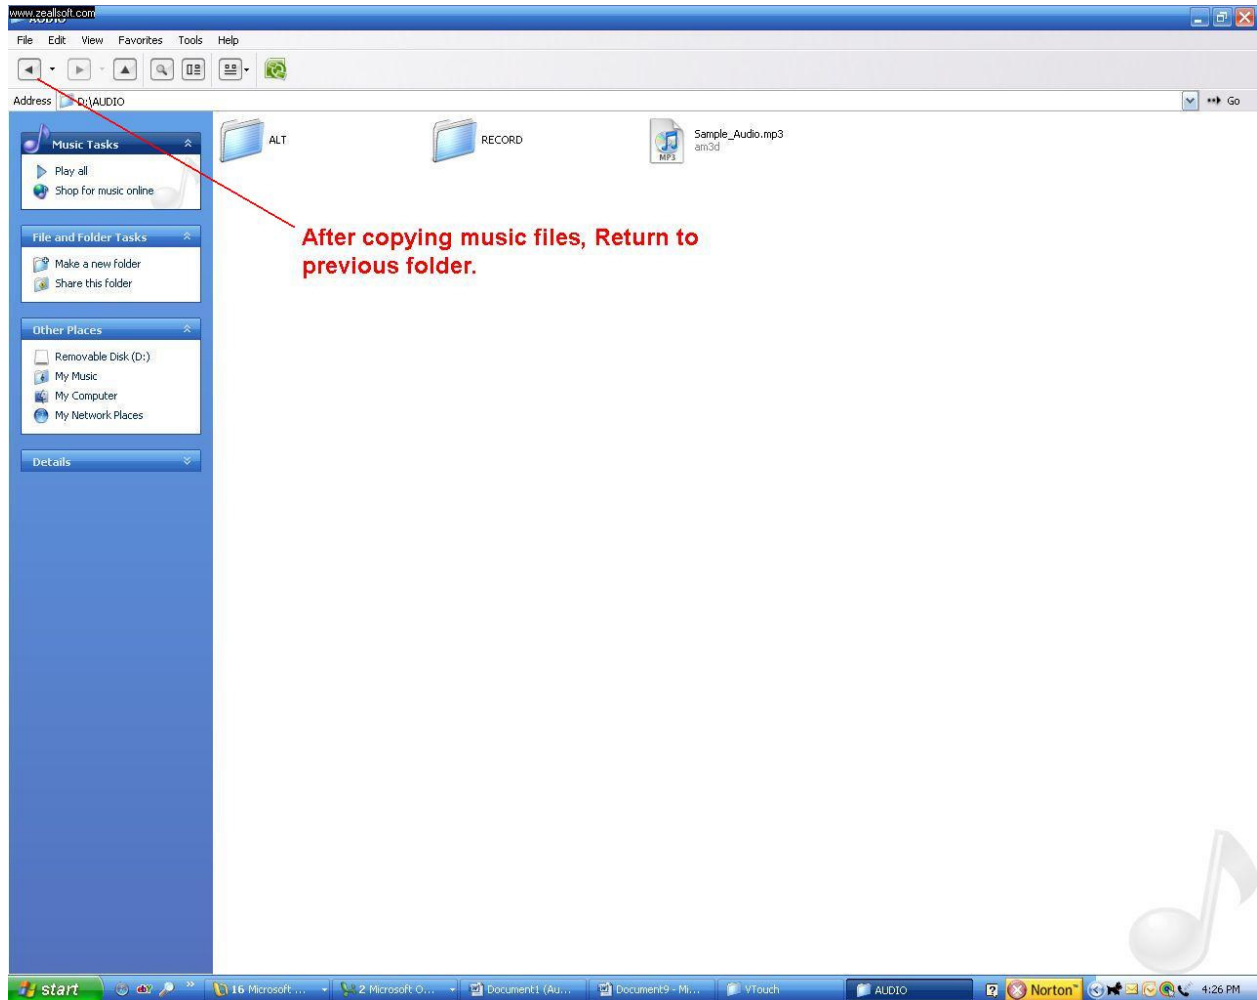 www.zeallsoft.com
AUDIO
File Edit View Favorites Tools Help
Address D:\AUDIO Go
Music Tasks
Play all
Shop for music online
File and Folder Tasks
Make a new folder
Share this folder
Other Places
Removable Disk (D:)
My Music
My Computer
My Network Places
Details
ALT
RECORD
Sample_Audio.mp3
am3d
MP3
After copying music files, Return to
previous folder.
start 16 Microsoft ... 2 Microsoft O... Document1 (Au... Document9 - Mi... VTouch AUDIO Norton™ 4:26 PM